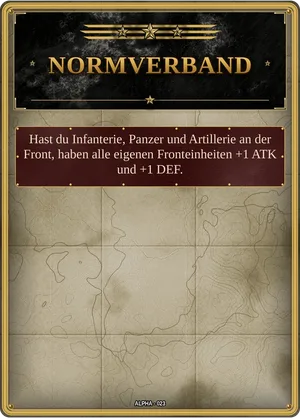 NORMVERBAND
Hast du Infanterie, Panzer und Artillerie an der
Front, haben alle eigenen Fronteinheiten +1 ATK
und +1 DEF.
ALPHA - 023